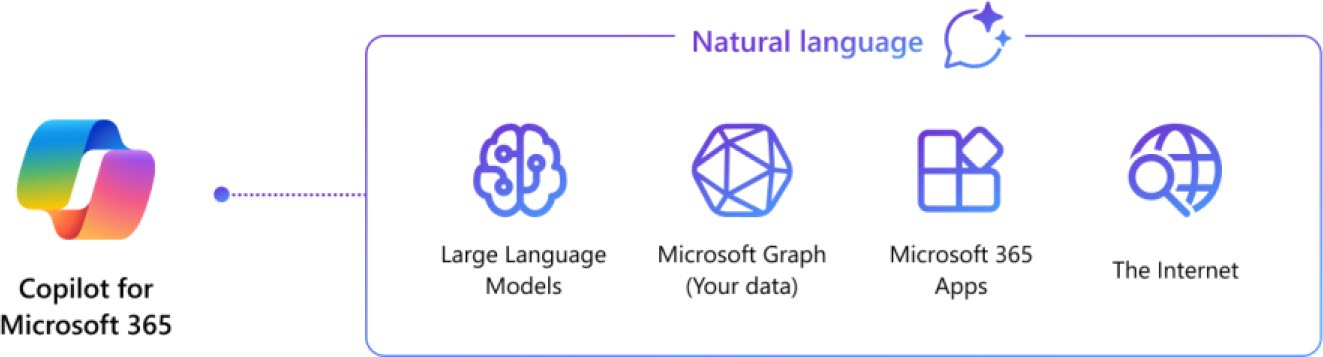 Natural language
Large Language
Models
Microsoft Graph
(Your data)
Microsoft 365
Apps
The Internet
Copilot for
Microsoft 365